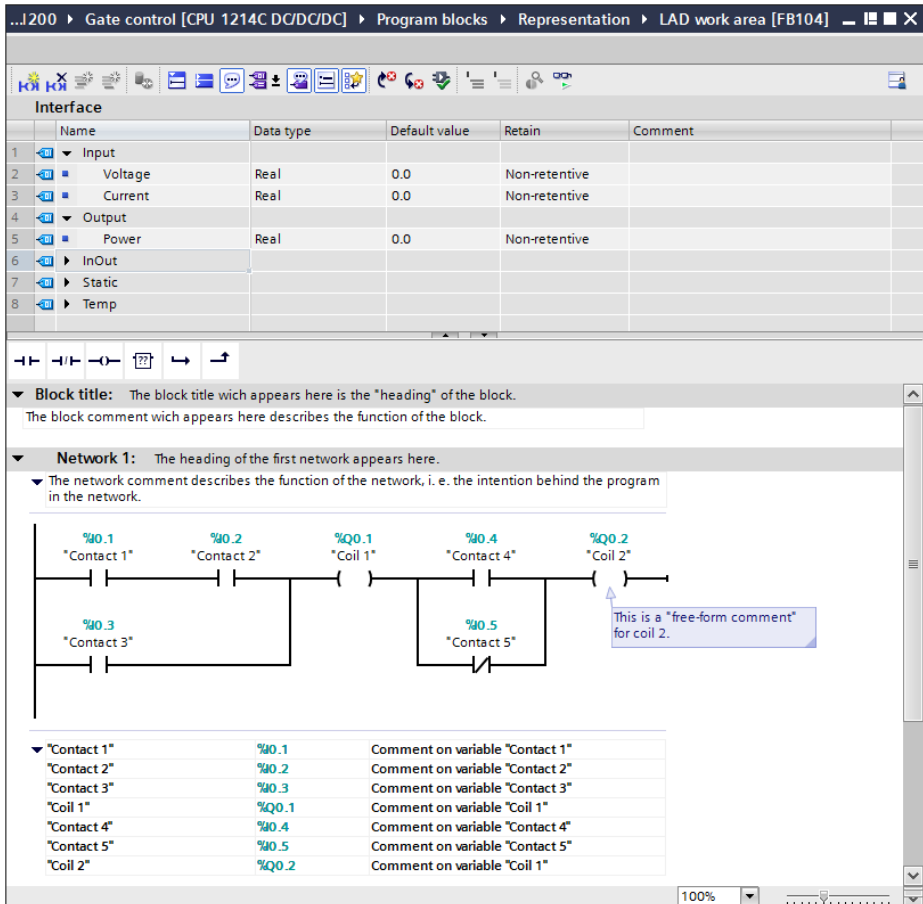 ...1200 ▸ Gate control [CPU 1214C DC/DC/DC] ▸ Program blocks ▸ Representation ▸ LAD work area [FB104]
Interface
Name Data type Default value Retain Comment
1 Input
2 Voltage Real 0.0 Non-retentive
3 Current Real 0.0 Non-retentive
4 Output
5 Power Real 0.0 Non-retentive
6 InOut
7 Static
8 Temp
??
Block title: The block title wich appears here is the "heading" of the block.
The block comment wich appears here describes the function of the block.
Network 1: The heading of the first network appears here.
The network comment describes the function of the network, i. e. the intention behind the program
in the network.
%I0.1 %I0.2 %Q0.1 %I0.4 %Q0.2
"Contact 1" "Contact 2" "Coil 1" "Contact 4" "Coil 2"
This is a "free-form comment"
for coil 2.
%I0.3 %I0.5
"Contact 3" "Contact 5"
"Contact 1" %I0.1 Comment on variable "Contact 1"
"Contact 2" %I0.2 Comment on variable "Contact 2"
"Contact 3" %I0.3 Comment on variable "Contact 3"
"Coil 1" %Q0.1 Comment on variable "Coil 1"
"Contact 4" %I0.4 Comment on variable "Contact 4"
"Contact 5" %I0.5 Comment on variable "Contact 5"
"Coil 2" %Q0.2 Comment on variable "Coil 1"
100%